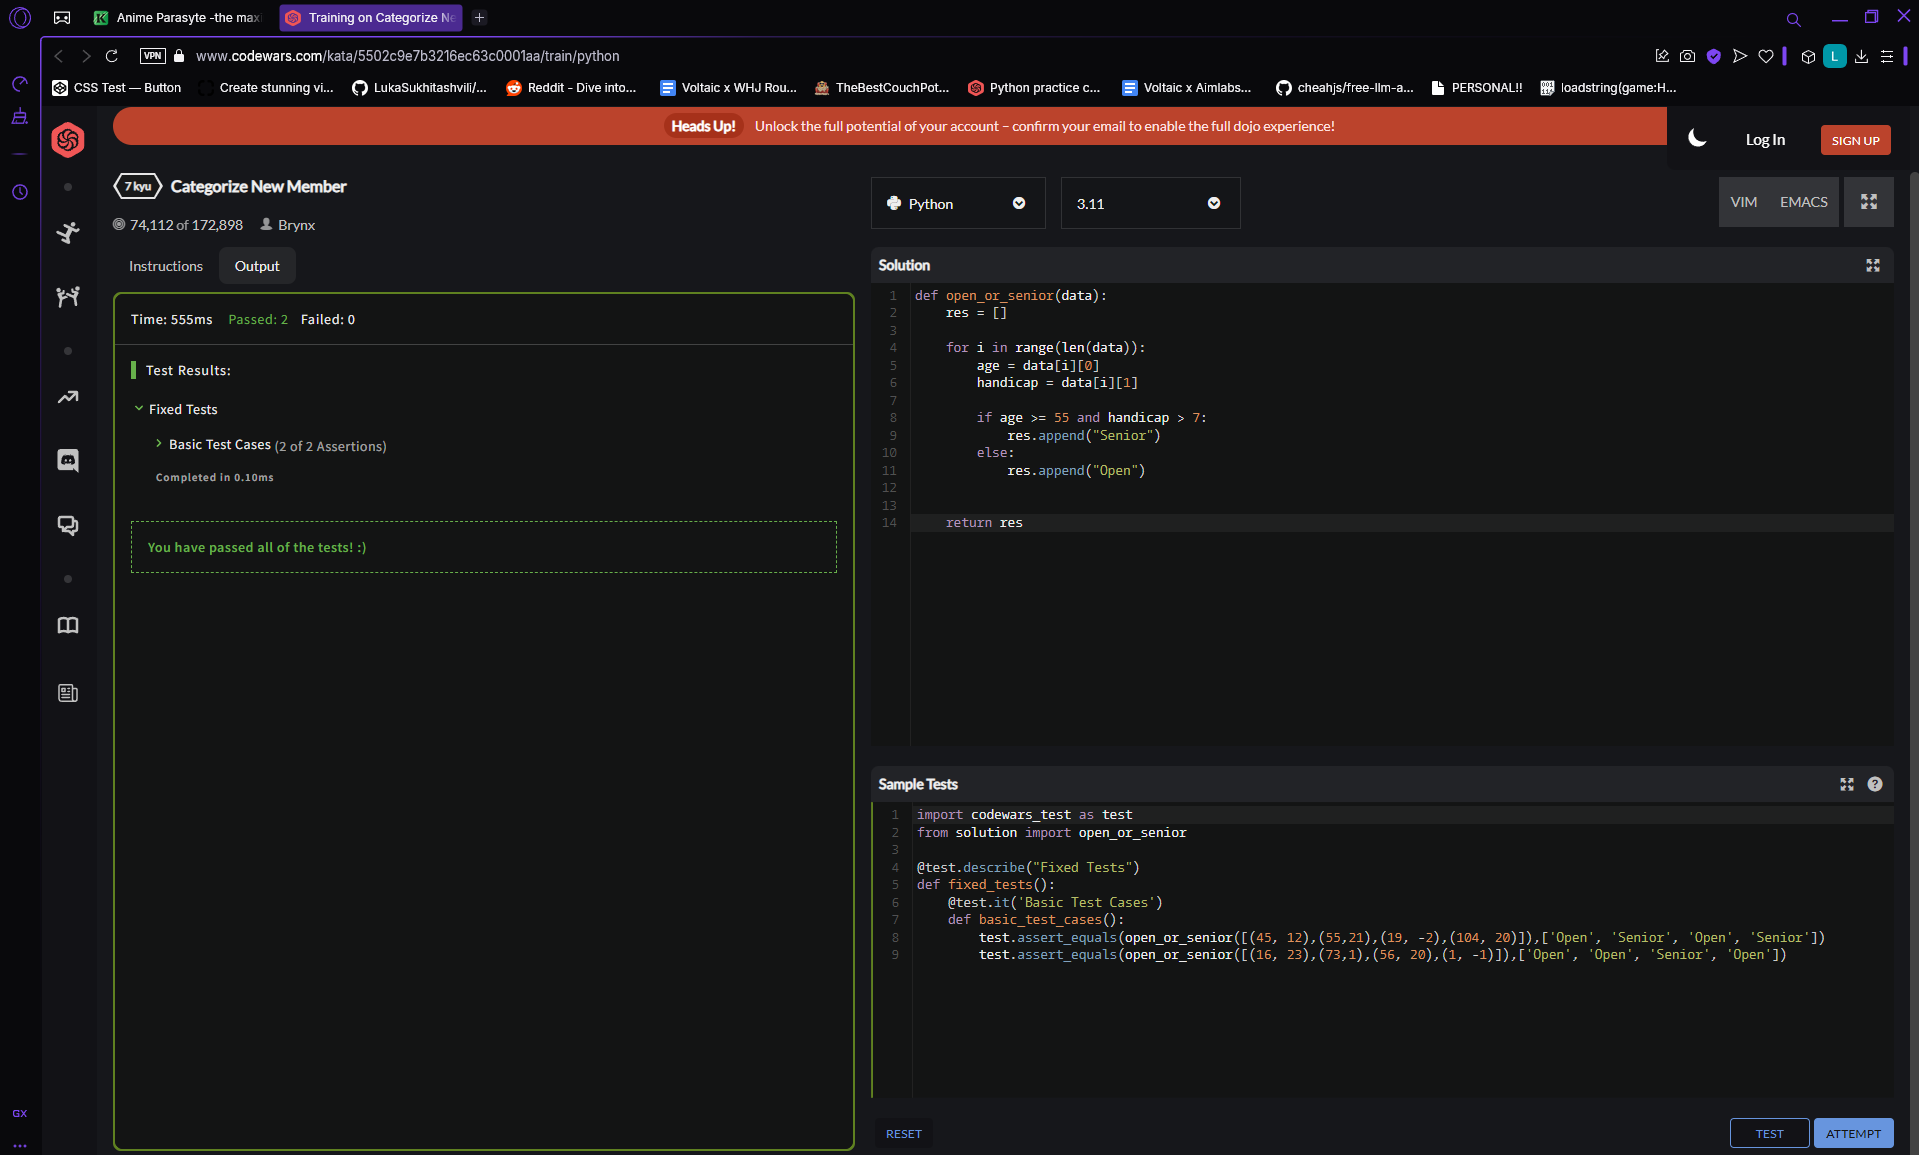 Anime Parasyte -the max
Training on Categorize Ne
VPN
www.codewars.com/kata/5502c9e7b3216ec63c0001aa/train/python
L
CSS Test — Button
Create stunning vi...
LukaSukhitashvili/...
Reddit - Dive into...
Voltaic x WHJ Rou...
TheBestCouchPot...
Python practice c...
Voltaic x Aimlabs...
cheahjs/free-llm-a...
PERSONAL!!
loadstring(game:H...
Heads Up! Unlock the full potential of your account – confirm your email to enable the full dojo experience!
Log In
SIGN UP
7 kyu
Categorize New Member
74,112 of 172,898
Brynx
Python
3.11
VIM
EMACS
Instructions
Output
Time: 555ms Passed: 2 Failed: 0
Test Results:
Fixed Tests
Basic Test Cases (2 of 2 Assertions)
Completed in 0.10ms
You have passed all of the tests! :)
Solution
1 def open_or_senior(data):
2     res = []
3
4     for i in range(len(data)):
5         age = data[i][0]
6         handicap = data[i][1]
7
8         if age >= 55 and handicap > 7:
9             res.append("Senior")
10         else:
11             res.append("Open")
12
13
14     return res
Sample Tests
?
1 import codewars_test as test
2 from solution import open_or_senior
3
4 @test.describe("Fixed Tests")
5 def fixed_tests():
6     @test.it('Basic Test Cases')
7     def basic_test_cases():
8         test.assert_equals(open_or_senior([(45, 12),(55,21),(19, -2),(104, 20)]),['Open', 'Senior', 'Open', 'Senior'])
9         test.assert_equals(open_or_senior([(16, 23),(73,1),(56, 20),(1, -1)]),['Open', 'Open', 'Senior', 'Open'])
GX
RESET
TEST
ATTEMPT